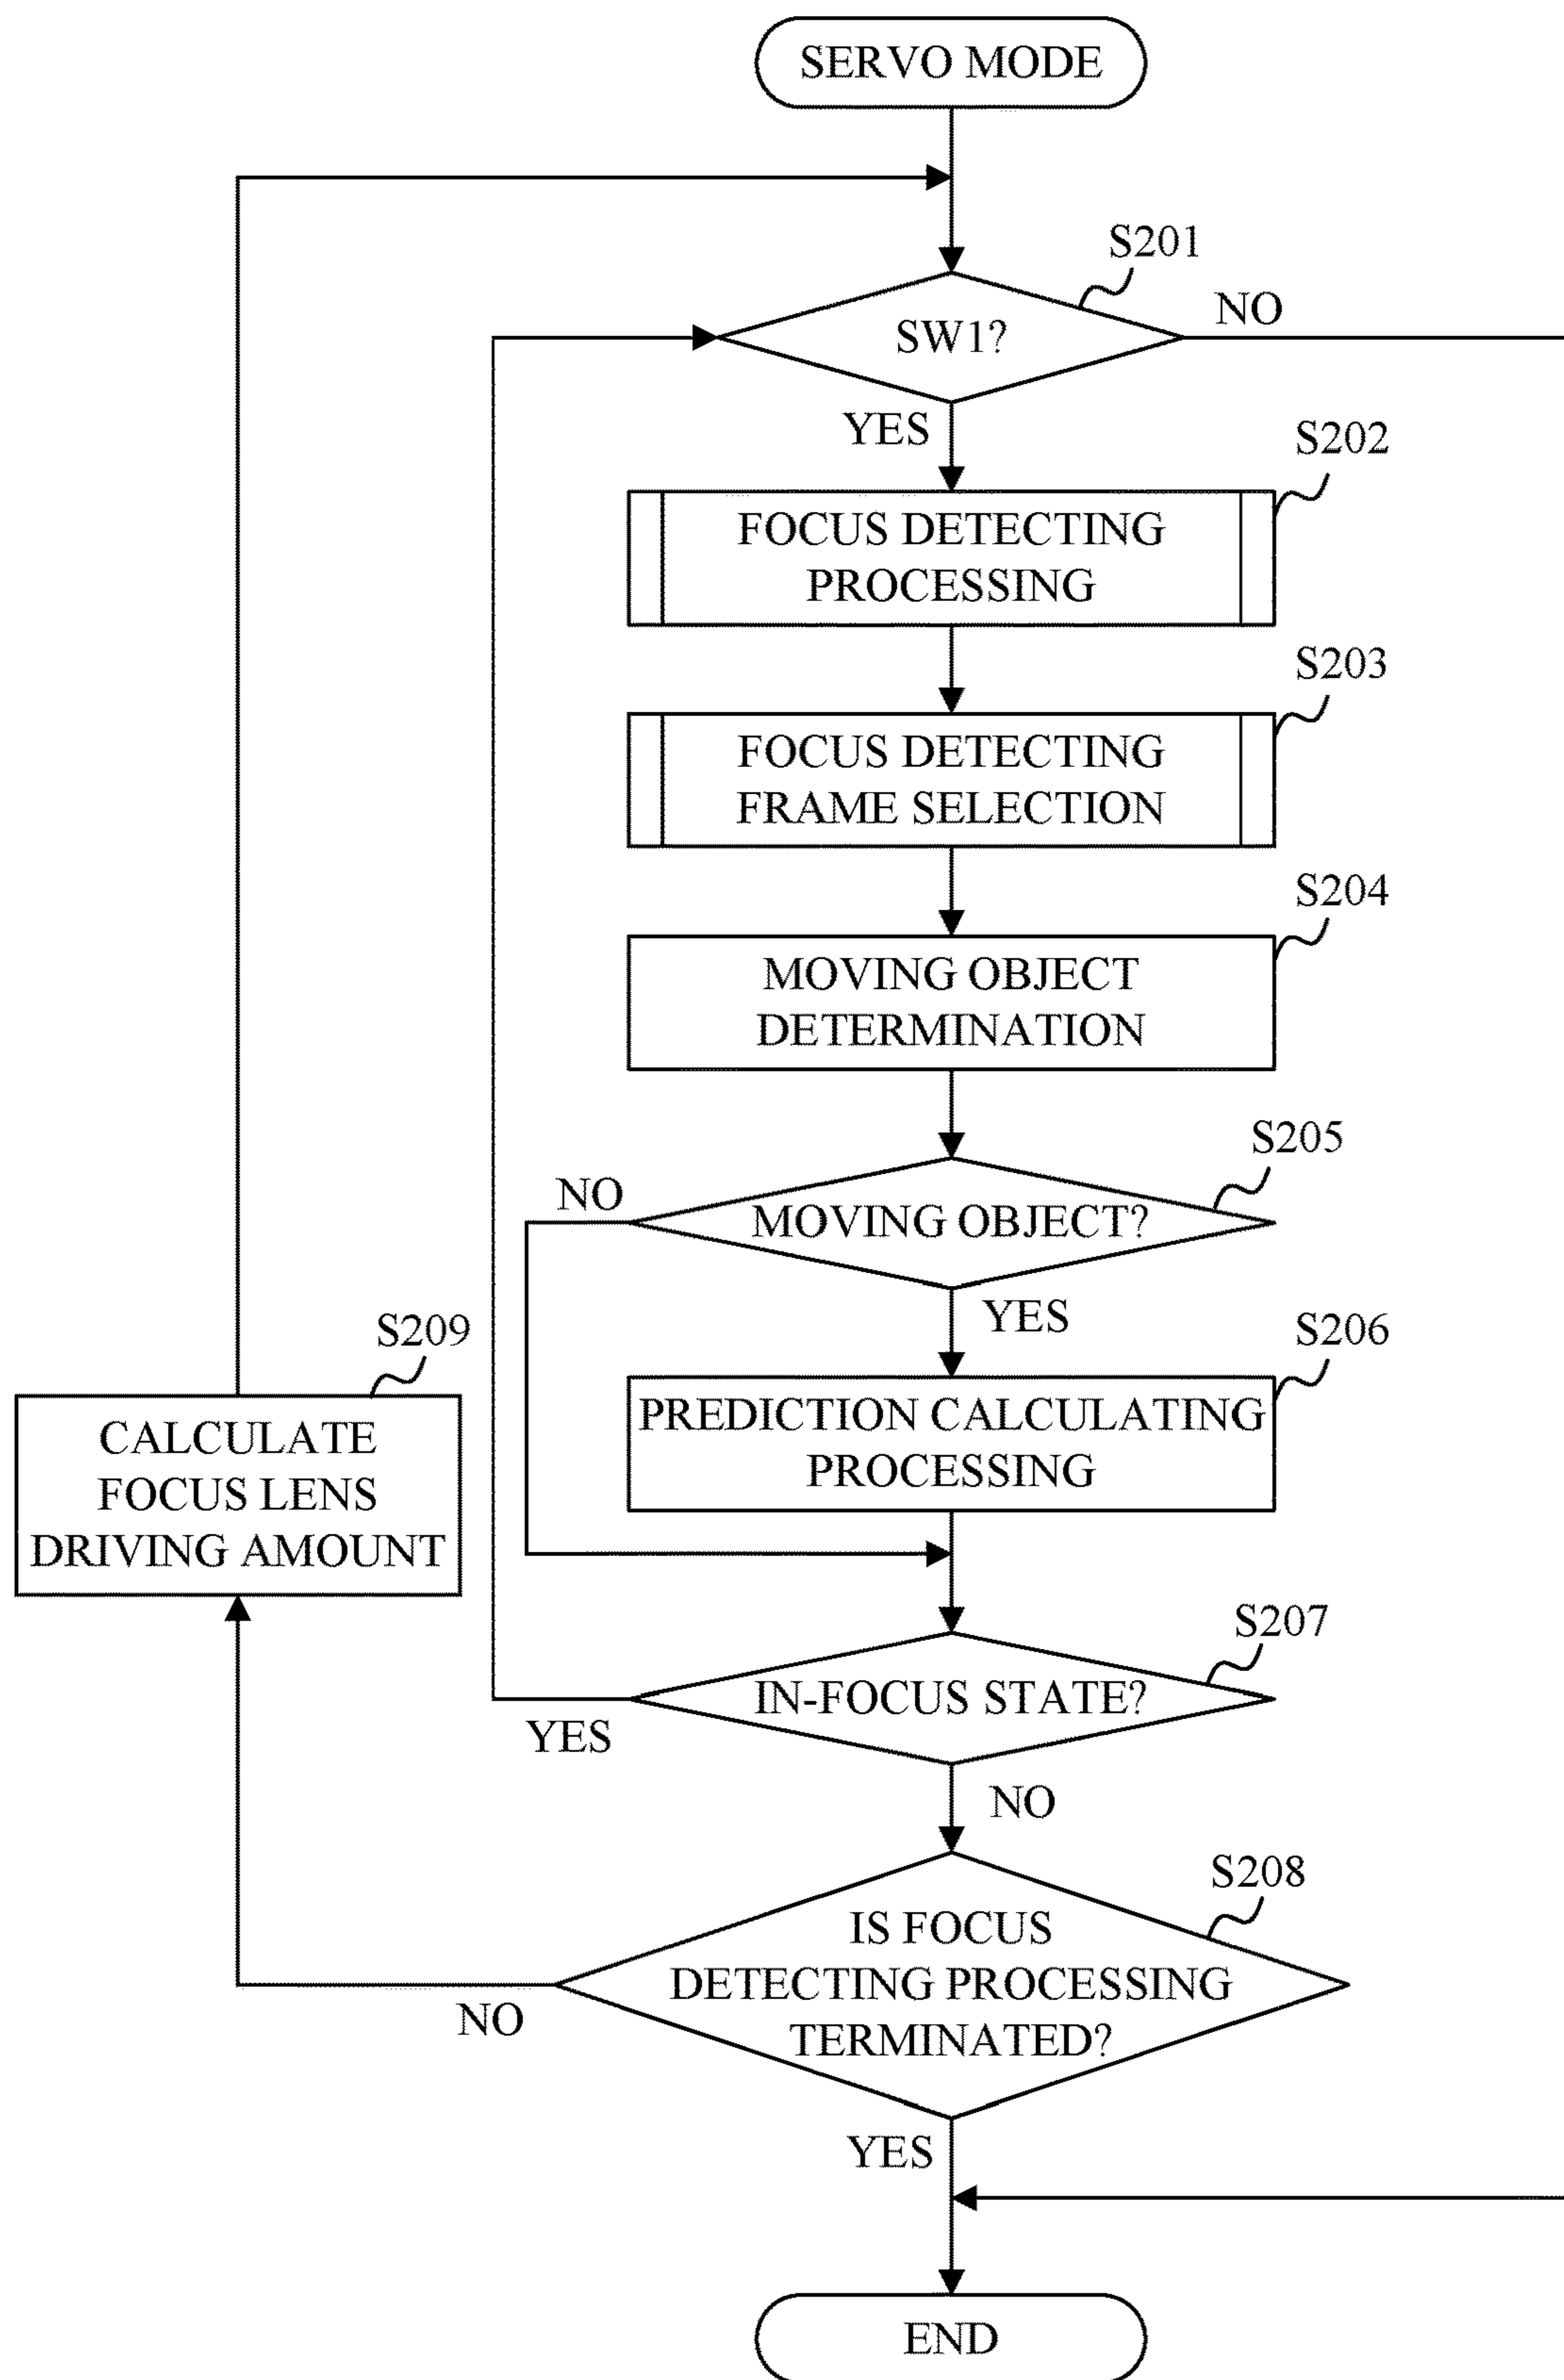 SERVO MODE
S201
SW1?
NO
YES
S202
FOCUS DETECTING
PROCESSING
S203
FOCUS DETECTING
FRAME SELECTION
S204
MOVING OBJECT
DETERMINATION
S205
NO
MOVING OBJECT?
YES
S206
PREDICTION CALCULATING
PROCESSING
S209
CALCULATE
FOCUS LENS
DRIVING AMOUNT
S207
IN-FOCUS STATE?
YES
NO
S208
IS FOCUS
DETECTING PROCESSING
TERMINATED?
NO
YES
END